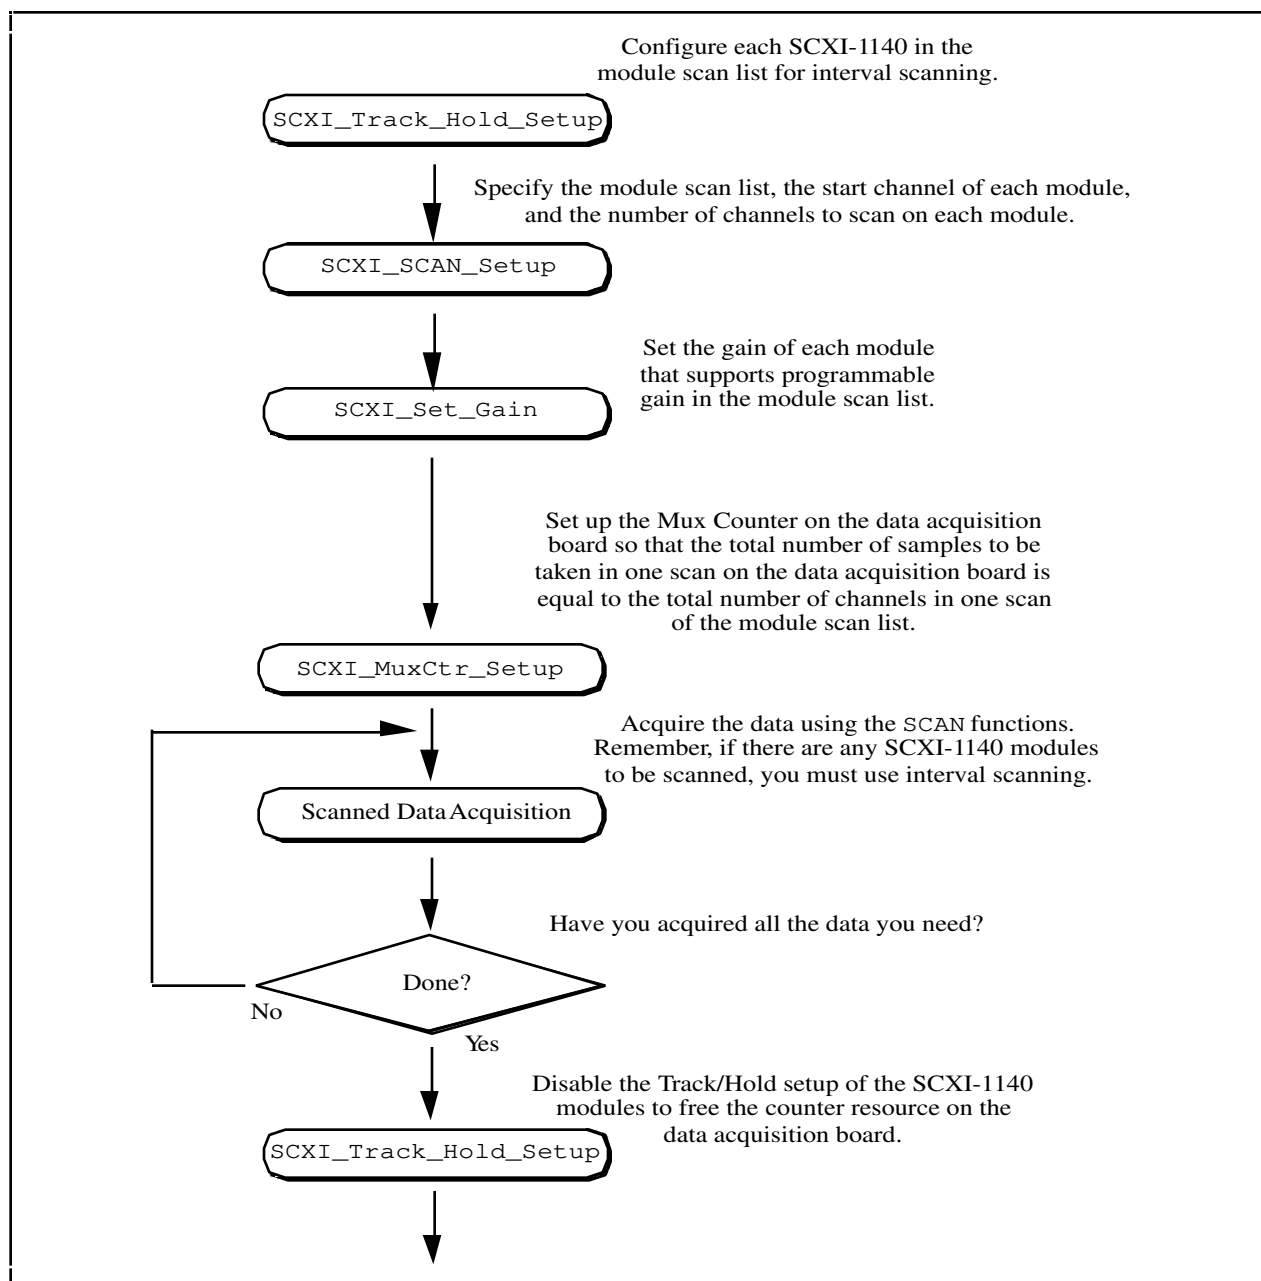 Configure each SCXI-1140 in the
module scan list for interval scanning.
SCXI_Track_Hold_Setup
Specify the module scan list, the start channel of each module,
and the number of channels to scan on each module.
SCXI_SCAN_Setup
Set the gain of each module
that supports programmable
gain in the module scan list.
SCXI_Set_Gain
Set up the Mux Counter on the data acquisition
board so that the total number of samples to be
taken in one scan on the data acquisition board is
equal to the total number of channels in one scan
of the module scan list.
SCXI_MuxCtr_Setup
Acquire the data using the SCAN functions.
Remember, if there are any SCXI-1140 modules
to be scanned, you must use interval scanning.
Scanned Data Acquisition
Have you acquired all the data you need?
Done?
No
Yes
Disable the Track/Hold setup of the SCXI-1140
modules to free the counter resource on the
data acquisition board.
SCXI_Track_Hold_Setup